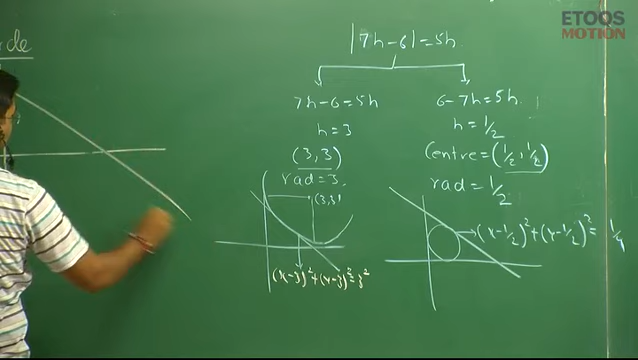 ETOOS
MOTION
de
|7h-6|=5h
7h-6=5h
h=3
(3,3)
rad=3.
6-7h=5h.
h=1/2
Centre=(1/2, 1/2)
rad=1/2
(3,3)
(x-3)²+(y-3)²=3²
(x-1/2)²+(y-1/2)²=1/4